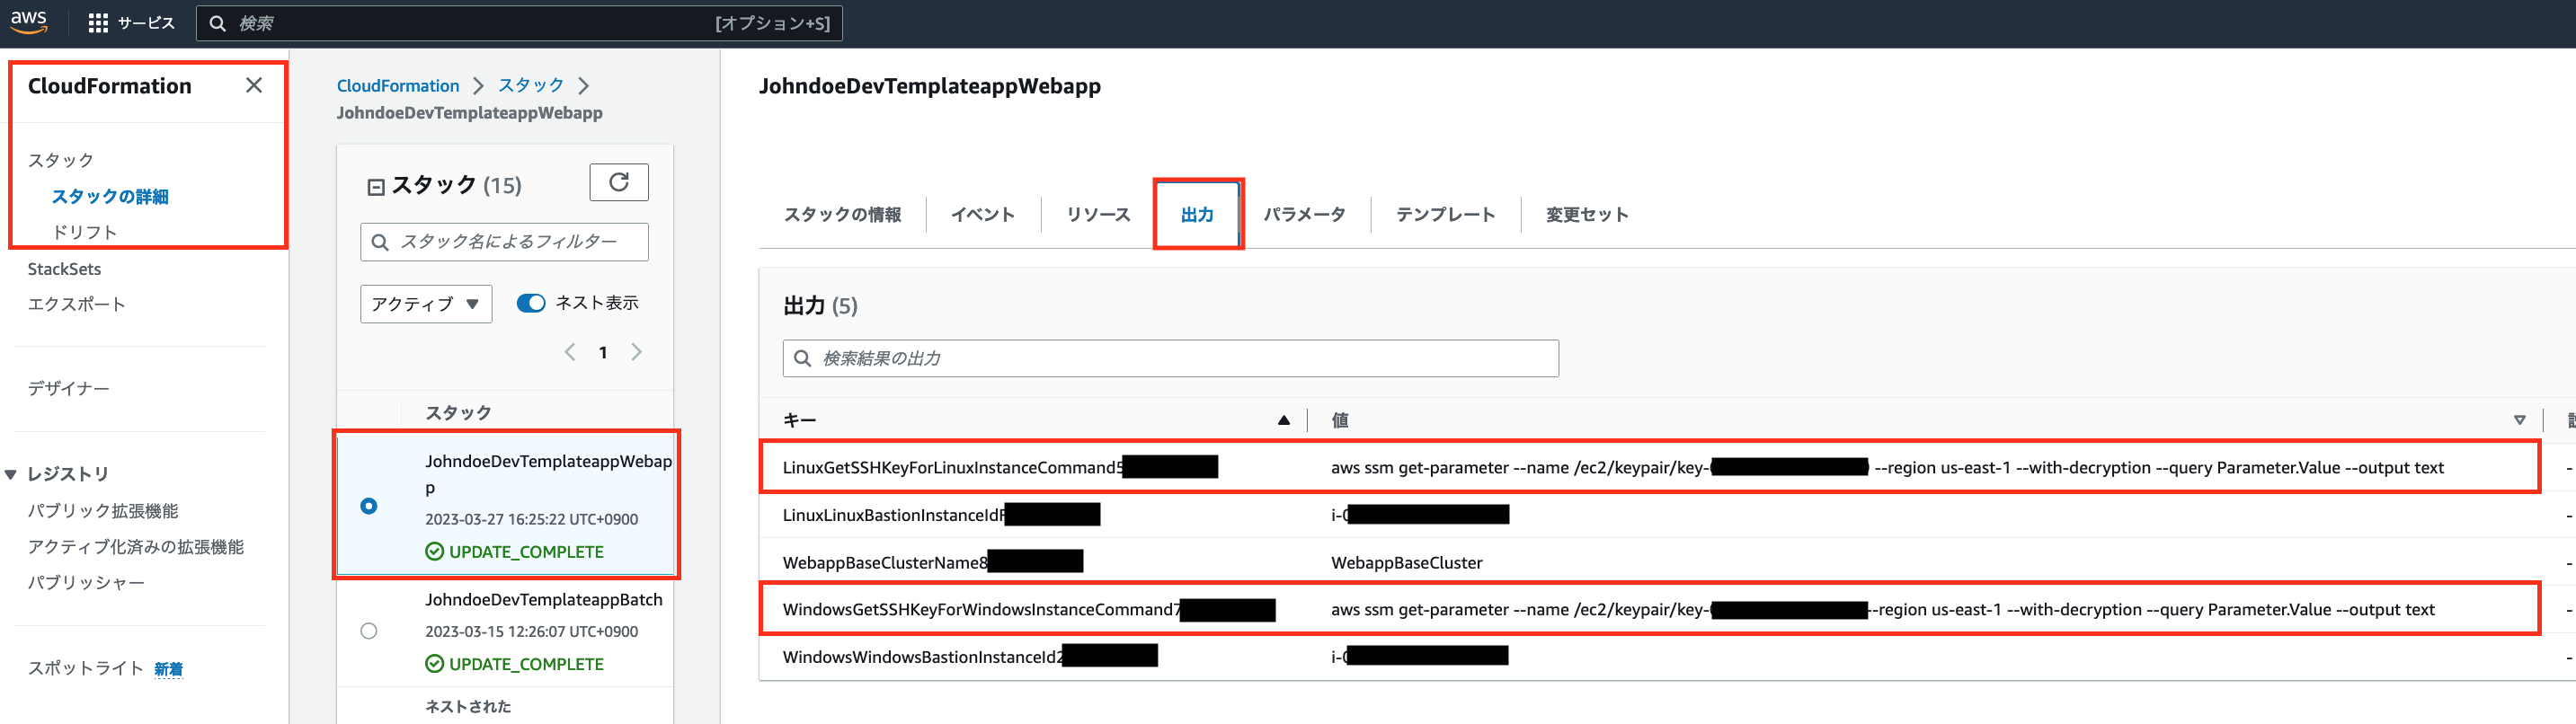 aws
サービス
検索
[オプション+S]
CloudFormation
スタック
スタックの詳細
ドリフト
StackSets
エクスポート
デザイナー
レジストリ
パブリック拡張機能
アクティブ化済みの拡張機能
パブリッシャー
スポットライト 新着
CloudFormation
スタック
JohndoeDevTemplateappWebapp
スタック (15)
スタック名によるフィルター
アクティブ
ネスト表示
1
スタック
JohndoeDevTemplateappWebap
p
2023-03-27 16:25:22 UTC+0900
UPDATE_COMPLETE
JohndoeDevTemplateappBatch
2023-03-15 12:26:07 UTC+0900
UPDATE_COMPLETE
ネストされた
JohndoeDevTemplateappWebapp
スタックの情報
イベント
リソース
出力
パラメータ
テンプレート
変更セット
出力 (5)
検索結果の出力
キー
値
LinuxGetSSHKeyForLinuxInstanceCommand5
aws ssm get-parameter --name /ec2/keypair/key- --region us-east-1 --with-decryption --query Parameter.Value --output text
-
LinuxLinuxBastionInstanceIdF
i-0
-
WebappBaseClusterName8
WebappBaseCluster
-
WindowsGetSSHKeyForWindowsInstanceCommand7
aws ssm get-parameter --name /ec2/keypair/key- --region us-east-1 --with-decryption --query Parameter.Value --output text
-
WindowsWindowsBastionInstanceId2
i-0
-